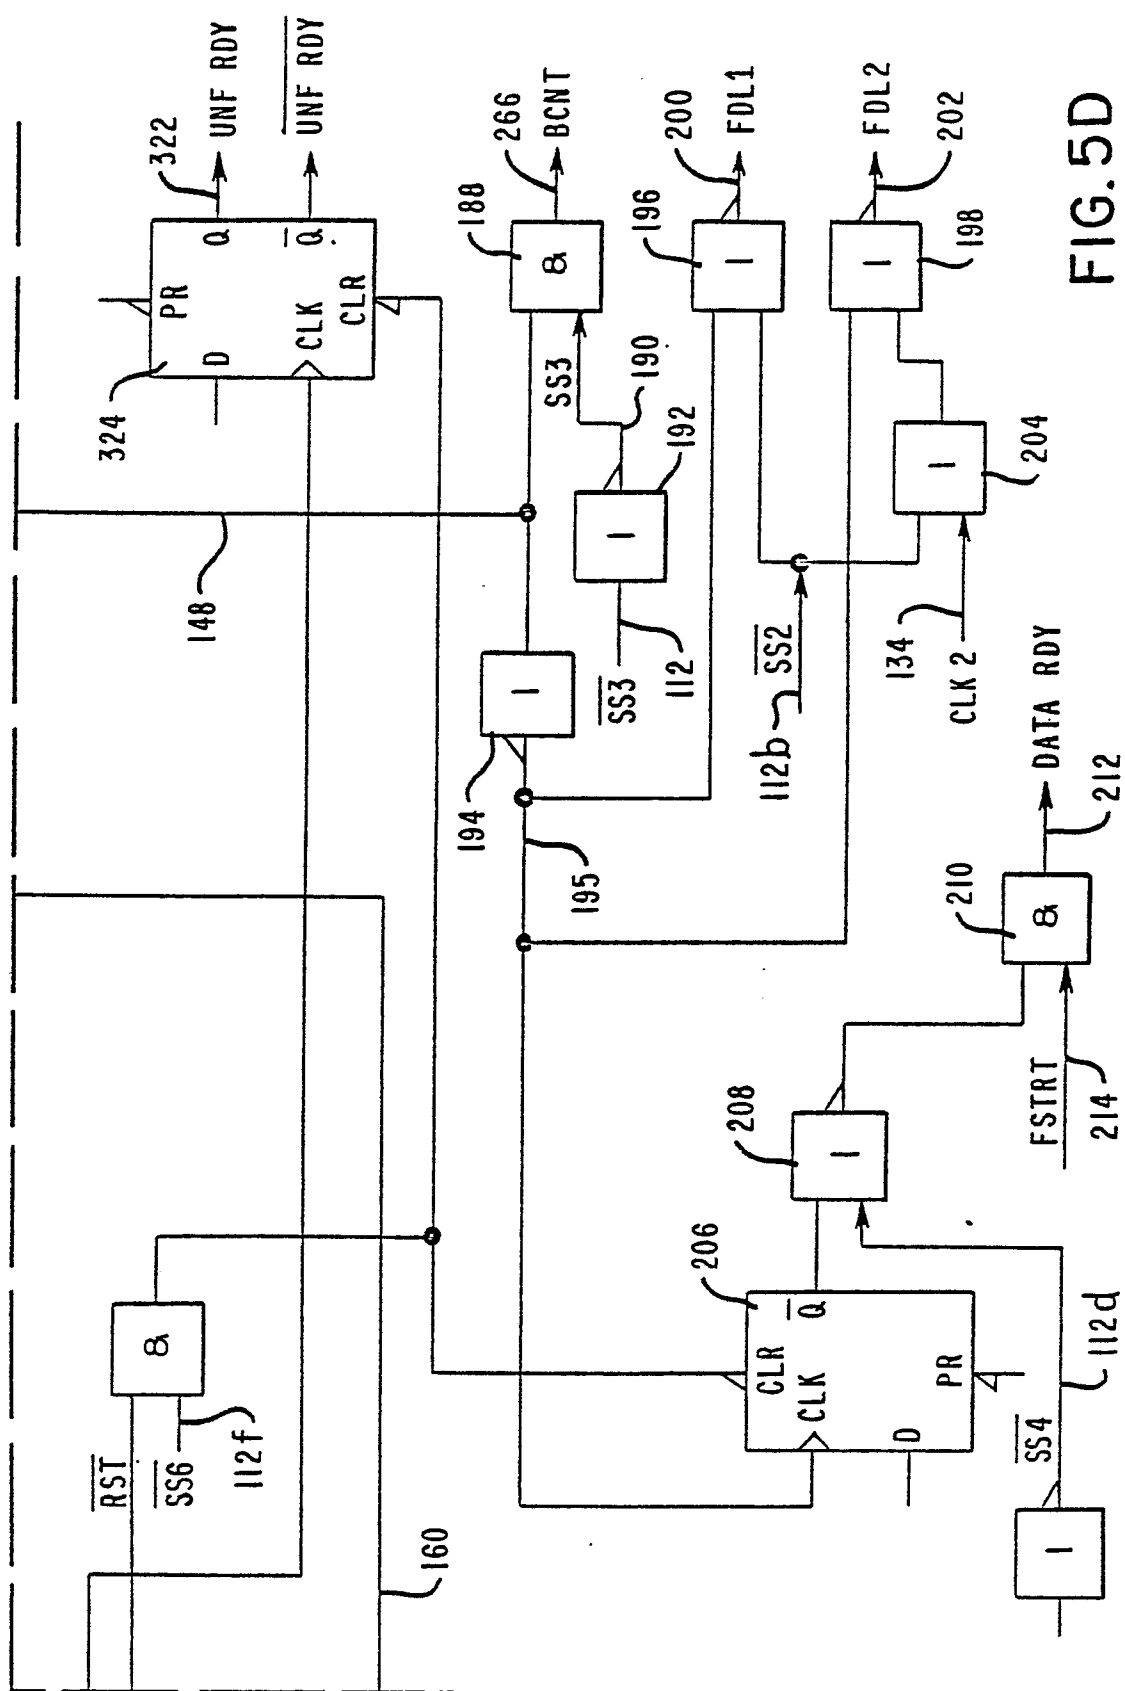 322
UNF RDY
UNF RDY
324
PR
D
Q
CLK
Q
CLR
RST
SS6
112f
160
148
188
&
266
BCNT
&
SS3
190
194
1
195
SS3
1
192
112
196
1
200
FDL1
SS2
112b
198
1
202
FDL2
134
CLK 2
1
204
206
CLR
Q
CLK
D
PR
208
1
210
&
DATA RDY
212
FSTRT
214
SS4
1
112d
FIG. 5D